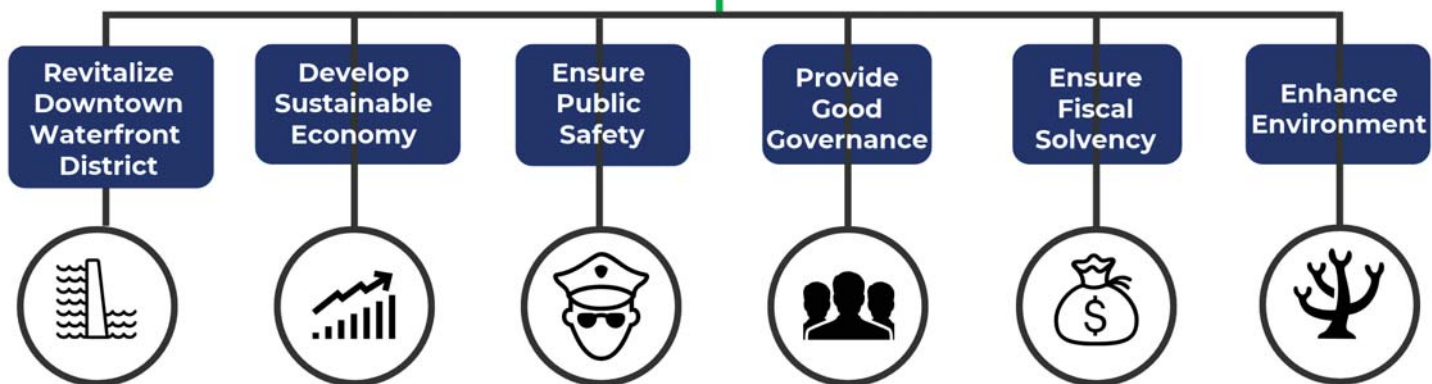 Revitalize
Downtown
Waterfront
District
Develop
Sustainable
Economy
Ensure
Public
Safety
Provide
Good
Governance
Ensure
Fiscal
Solvency
Enhance
Environment
$